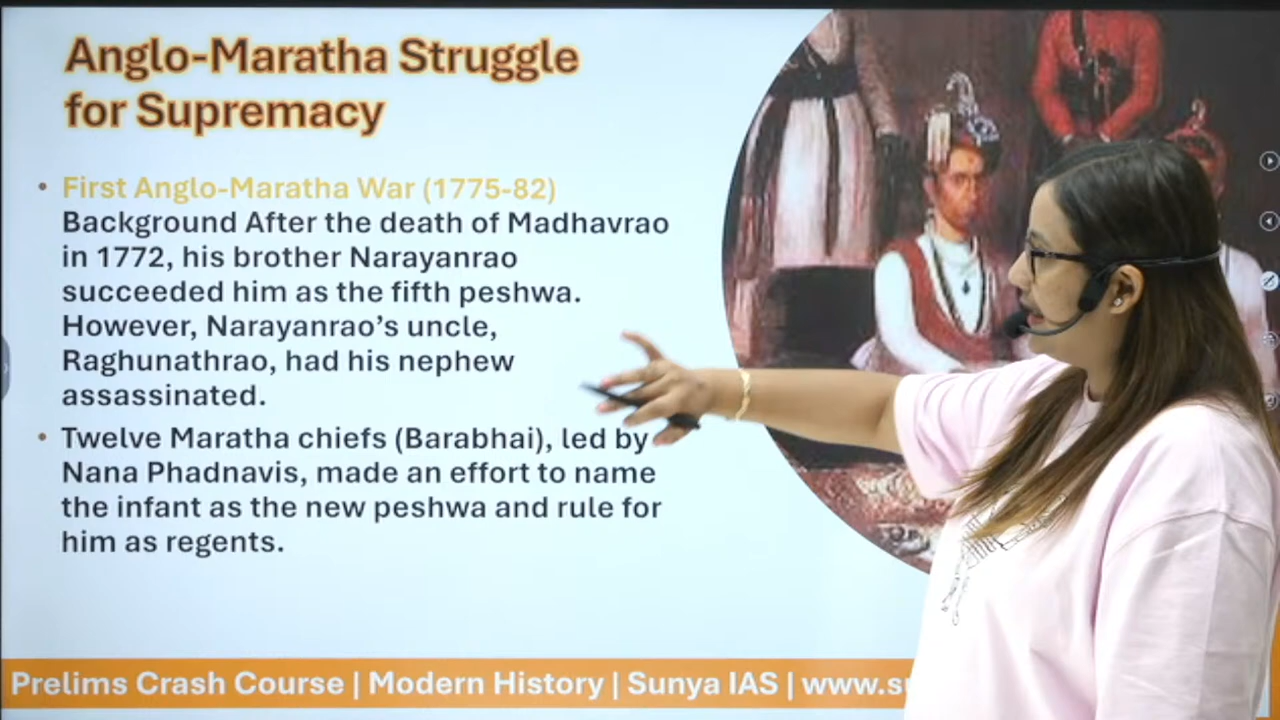 Anglo-Maratha Struggle
for Supremacy
• First Anglo-Maratha War (1775-82)
Background After the death of Madhavrao
in 1772, his brother Narayanrao
succeeded him as the fifth peshwa.
However, Narayanrao's uncle,
Raghunathrao, had his nephew
assassinated.
• Twelve Maratha chiefs (Barabhai), led by
Nana Phadnavis, made an effort to name
the infant as the new peshwa and rule for
him as regents.
Prelims Crash Course | Modern History | Sunya IAS | www.su